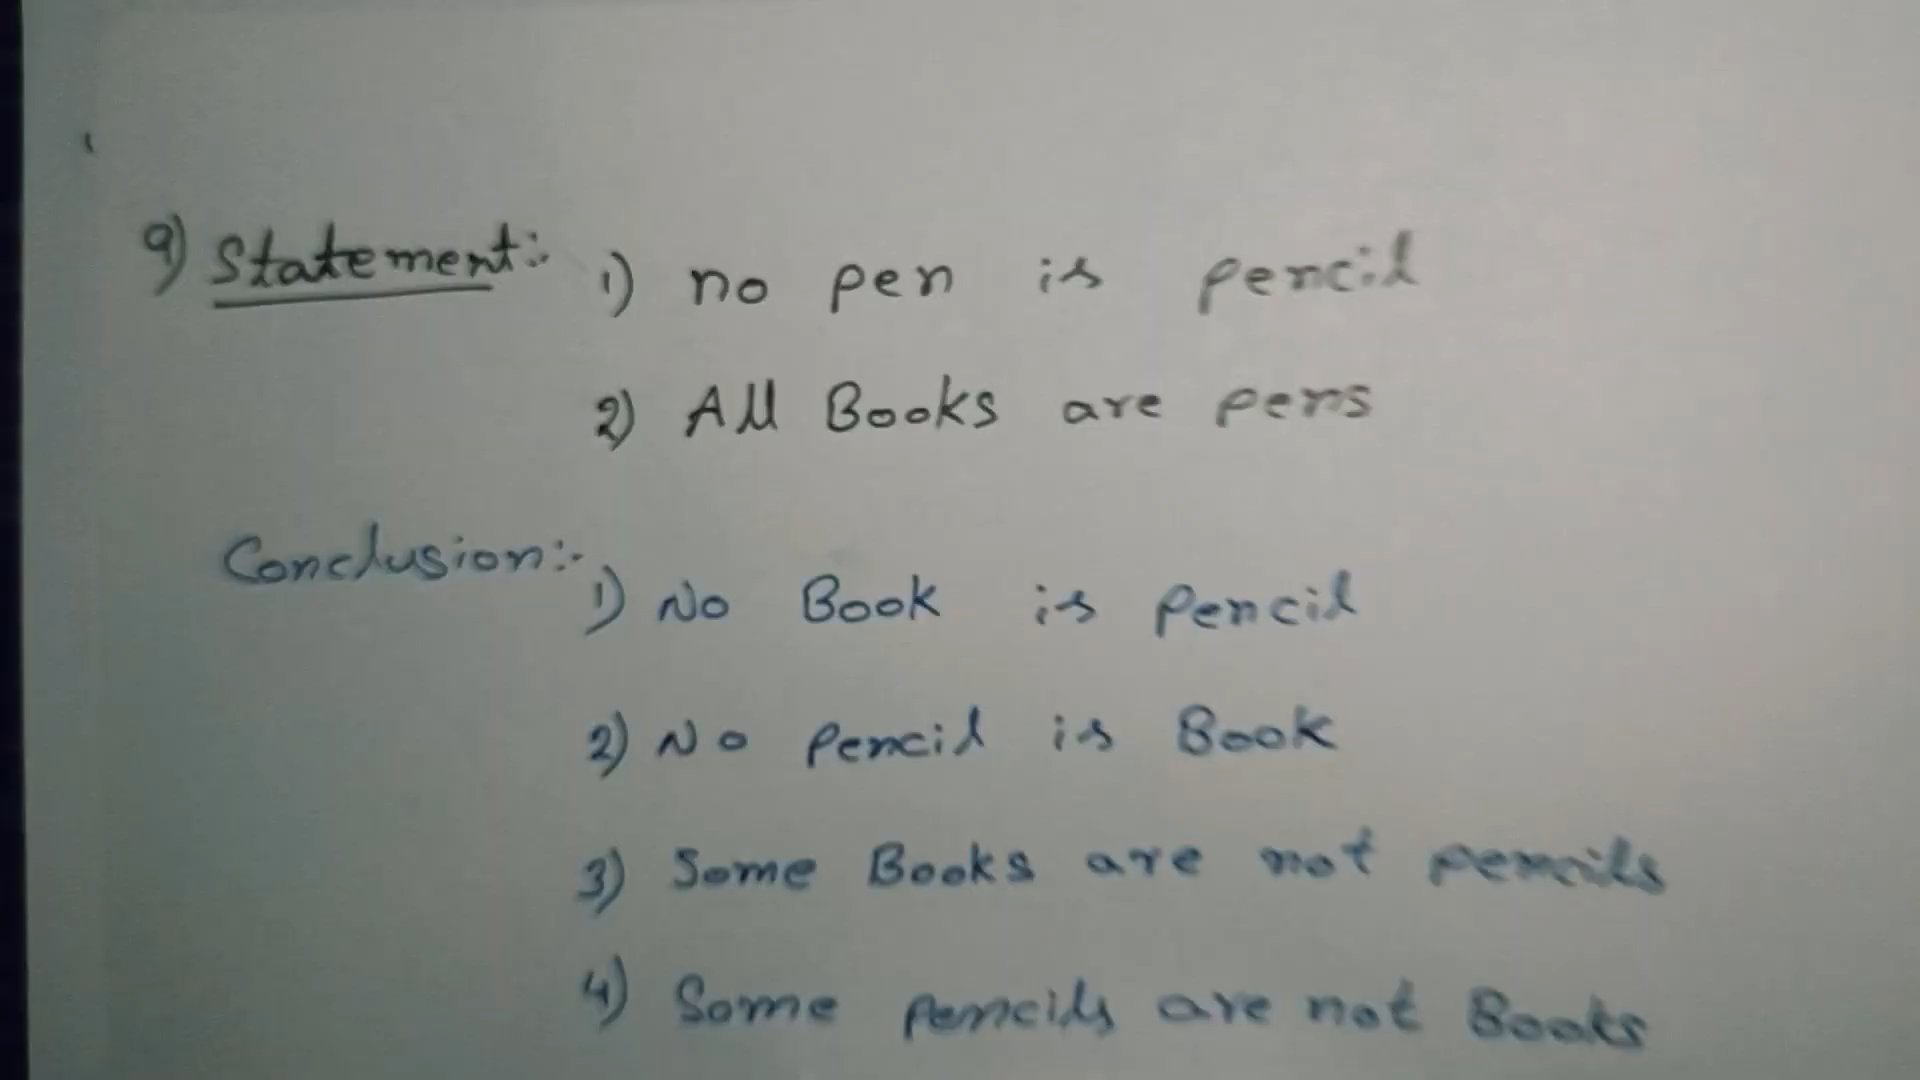 9) Statement:- 1) no pen is pencil
2) All Books are pens
Conclusion:- 1) No Book is pencil
2) No pencil is Book
3) Some Books are not pencils
4) Some pencils are not Books